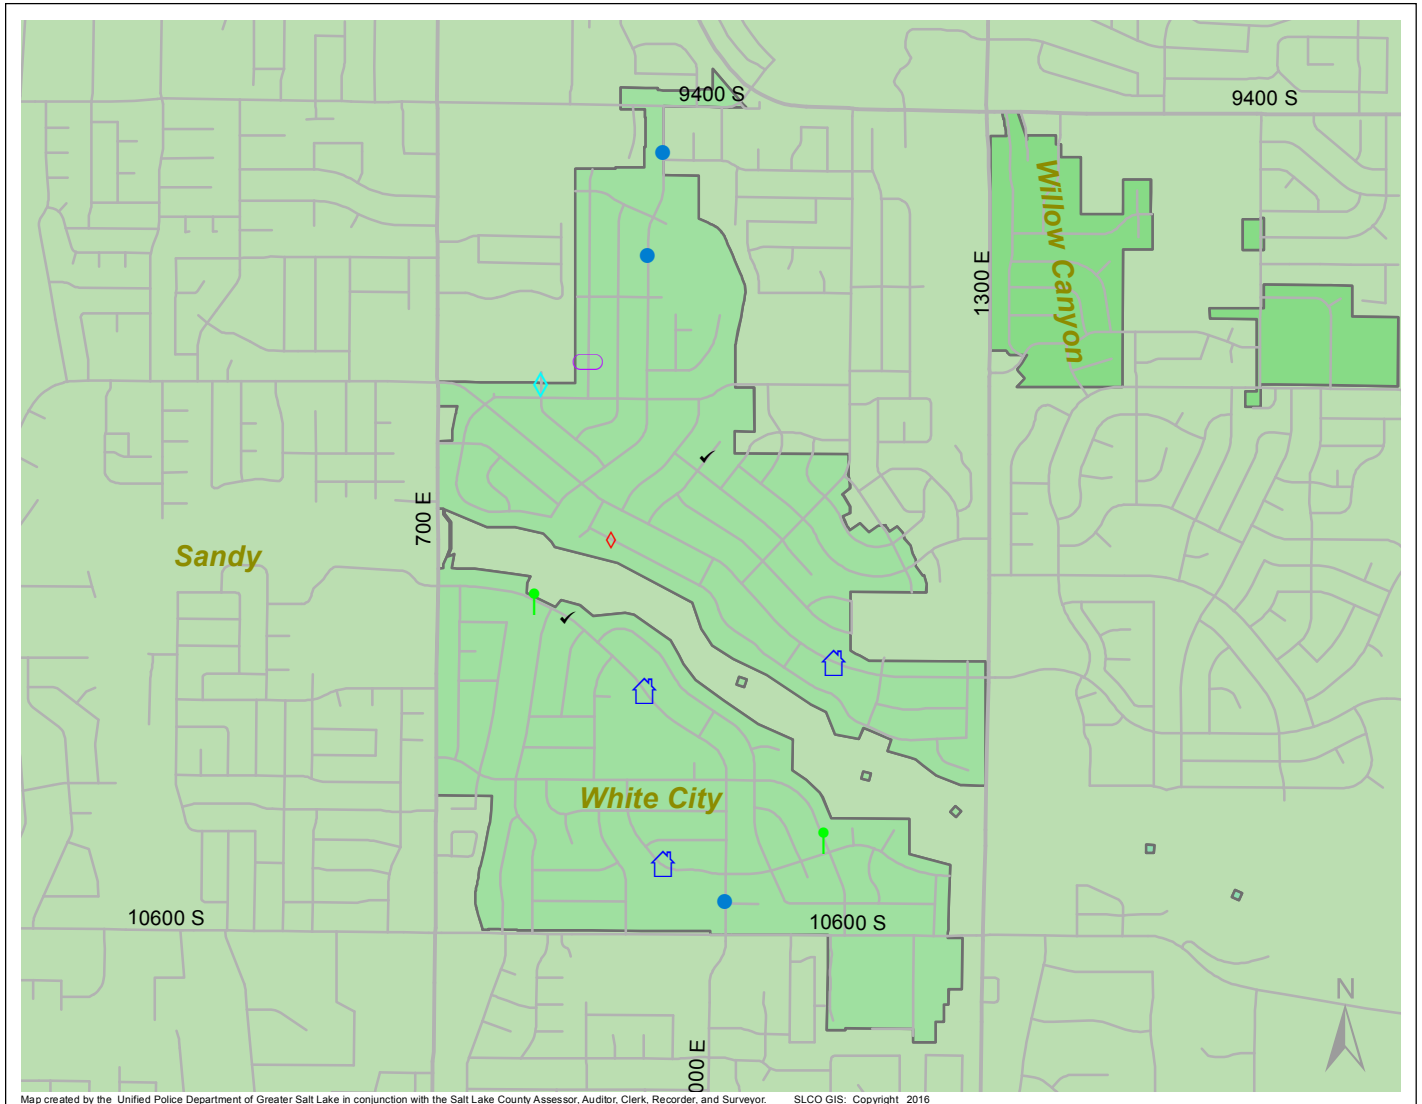 9400 S
9400 S
Willow Canyon
1300 E
700 E
Sandy
White City
10600 S
10600 S
000 E
N
Map created by the Unified Police Department of Greater Salt Lake in conjunction with the Salt Lake County Assessor, Auditor, Clerk, Recorder, and Surveyor. SLCO GIS: Copyright 2016